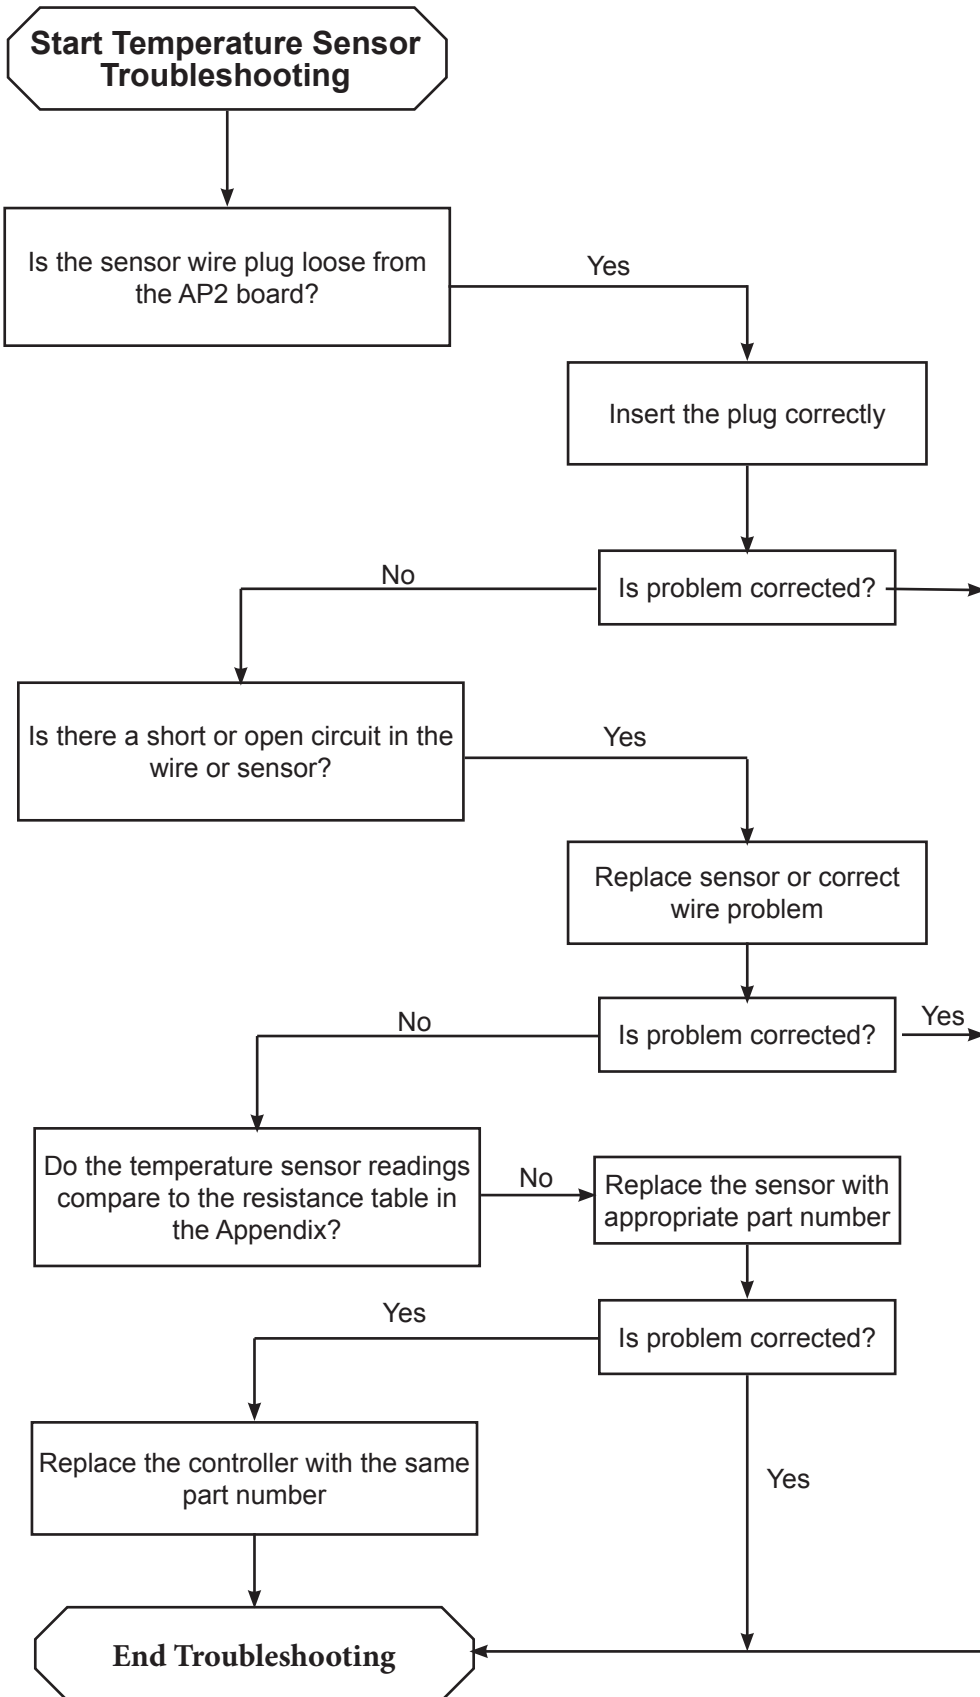 Start Temperature Sensor
Troubleshooting
Is the sensor wire plug loose from
the AP2 board?
Yes
Insert the plug correctly
Is problem corrected?
No
Is there a short or open circuit in the
wire or sensor?
Yes
Replace sensor or correct
wire problem
Is problem corrected?
Yes
No
Do the temperature sensor readings
compare to the resistance table in
the Appendix?
No
Replace the sensor with
appropriate part number
Is problem corrected?
Yes
Replace the controller with the same
part number
Yes
End Troubleshooting